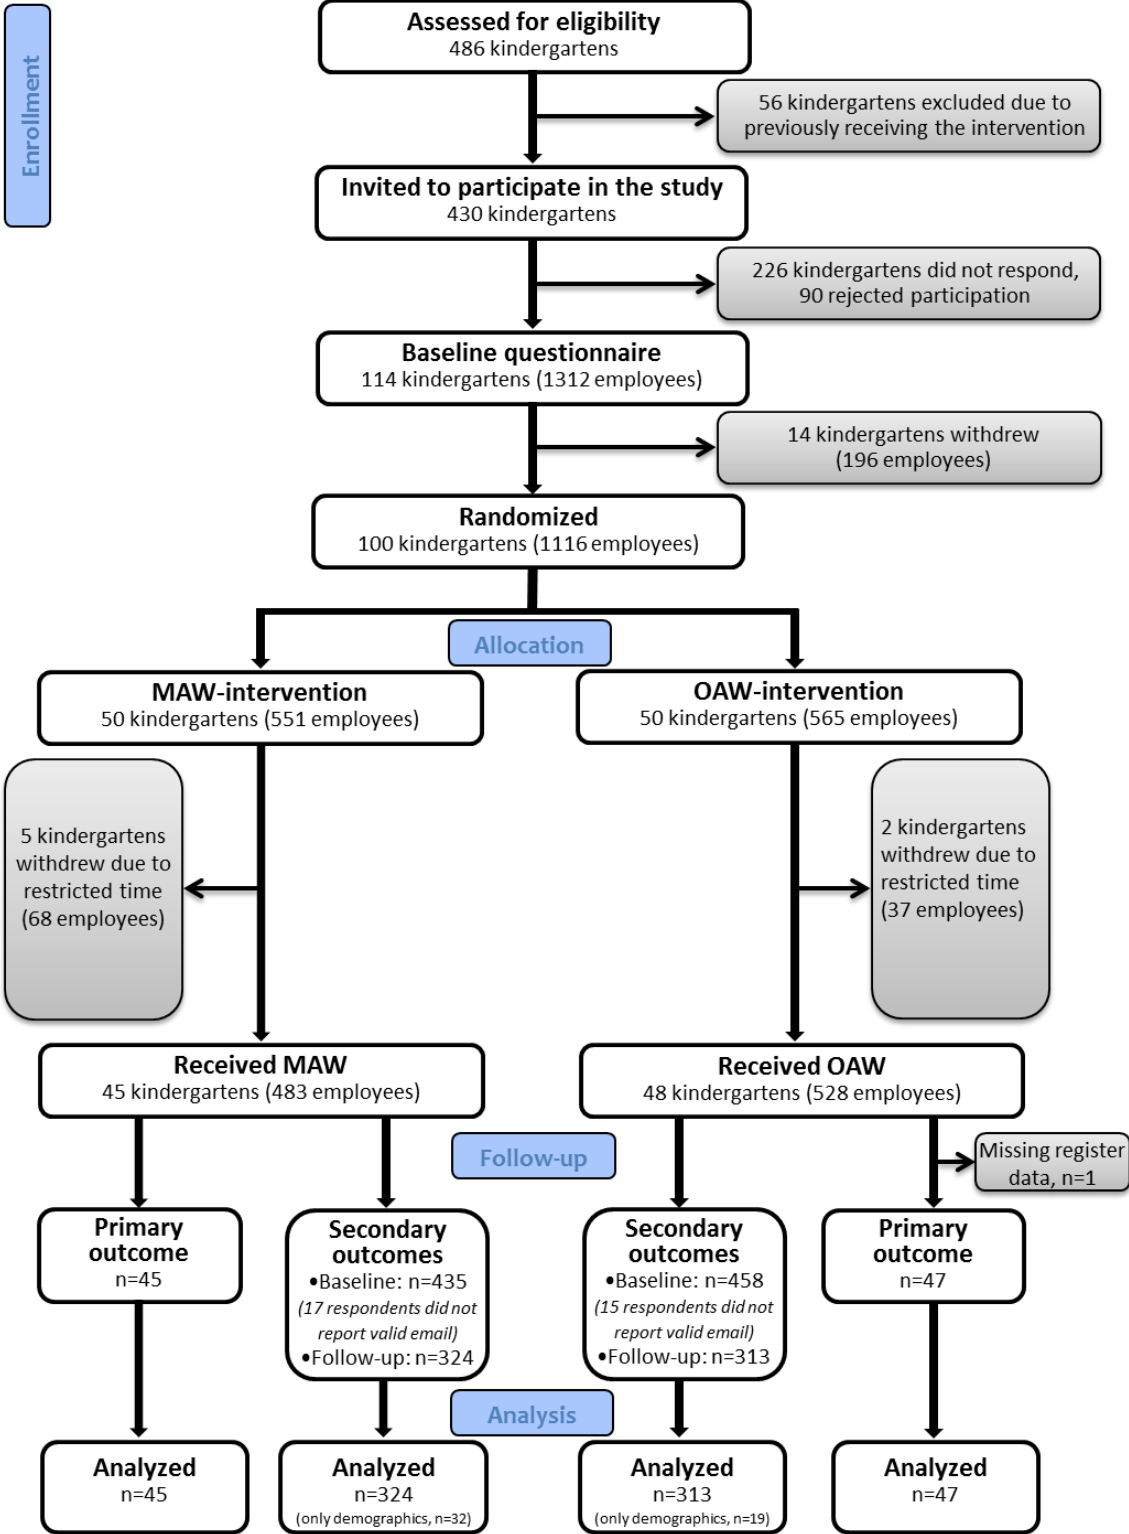 Enrollment
Assessed for eligibility
486 kindergartens
56 kindergartens excluded due to
previously receiving the intervention
Invited to participate in the study
430 kindergartens
226 kindergartens did not respond,
90 rejected participation
Baseline questionnaire
114 kindergartens (1312 employees)
14 kindergartens withdrew
(196 employees)
Randomized
100 kindergartens (1116 employees)
Allocation
MAW-intervention
50 kindergartens (551 employees)
OAW-intervention
50 kindergartens (565 employees)
5 kindergartens
withdrew due to
restricted time
(68 employees)
2 kindergartens
withdrew due to
restricted time
(37 employees)
Received MAW
45 kindergartens (483 employees)
Received OAW
48 kindergartens (528 employees)
Follow-up
Missing register
data, n=1
Primary
outcome
n=45
Secondary
outcomes
•Baseline: n=435
(17 respondents did not
report valid email)
•Follow-up: n=324
Secondary
outcomes
•Baseline: n=458
(15 respondents did not
report valid email)
•Follow-up: n=313
Primary
outcome
n=47
Analysis
Analyzed
n=45
Analyzed
n=324
(only demographics, n=32)
Analyzed
n=313
(only demographics, n=19)
Analyzed
n=47